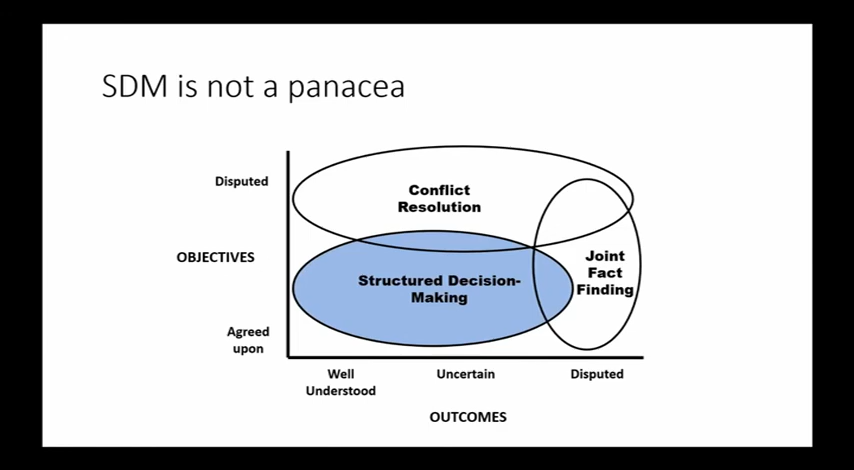 SDM is not a panacea
Disputed
Conflict
Resolution
OBJECTIVES
Structured Decision-
Making
Joint
Fact
Finding
Agreed
upon
Well
Understood
Uncertain
Disputed
OUTCOMES